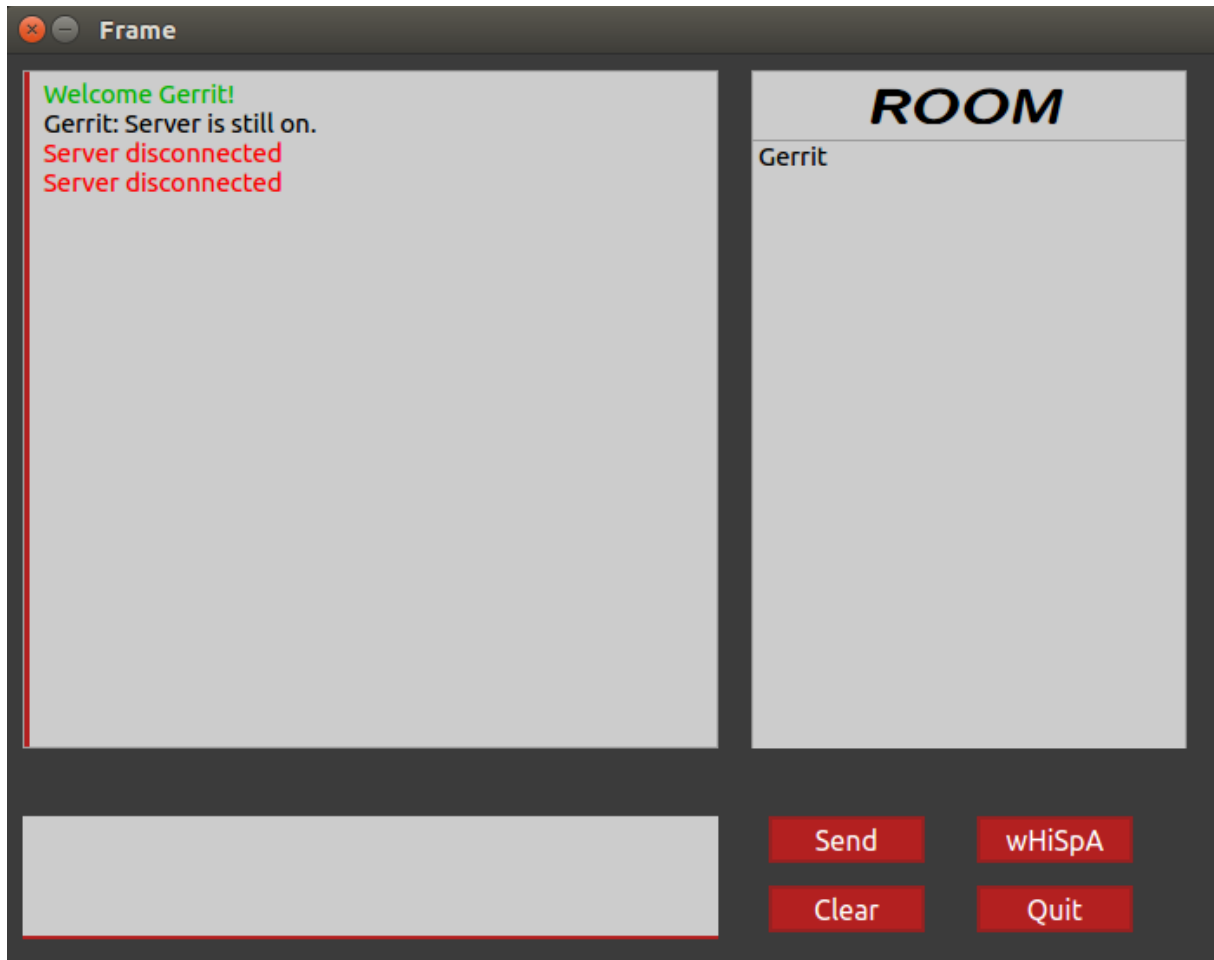 Frame
Welcome Gerrit!
Gerrit: Server is still on.
Server disconnected
Server disconnected
ROOM
Gerrit
Send
wHiSpA
Clear
Quit